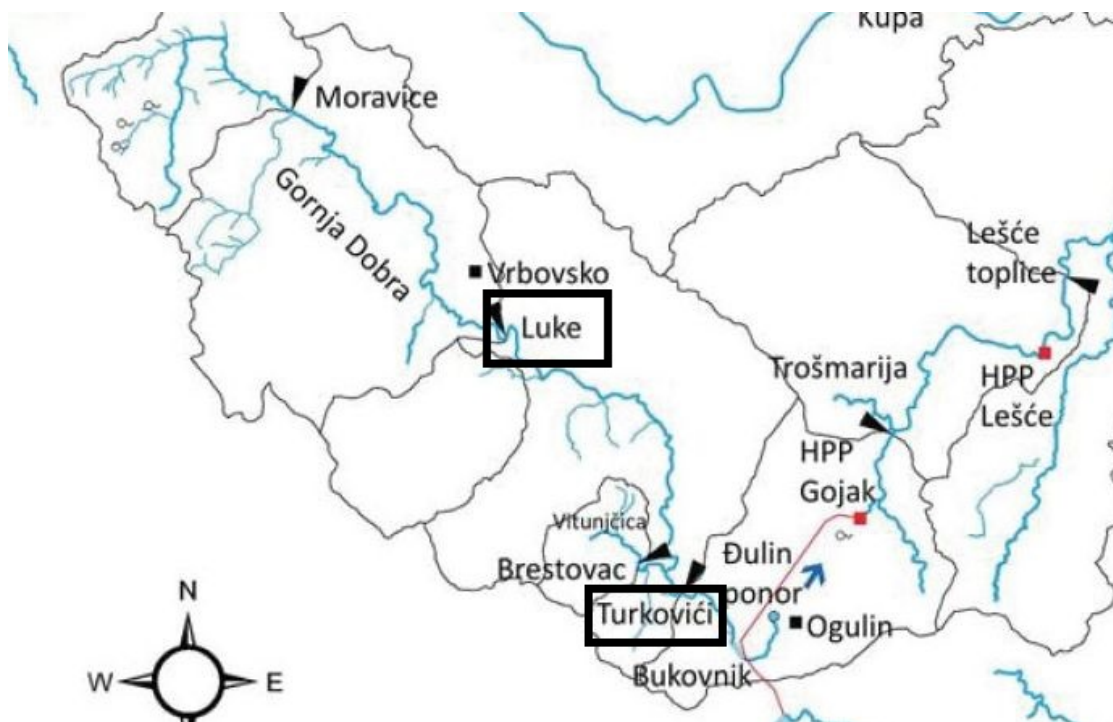 Kupa
Moravice
Gornja Dobra
Vrbovsko
Luke
Lešće
toplice
Trošmarija
HPP
Lešće
HPP
Gojak
Vitunjčica
Brestovac
Đulin
ponor
Turkovići
Ogulin
Bukovnik
N
W
E